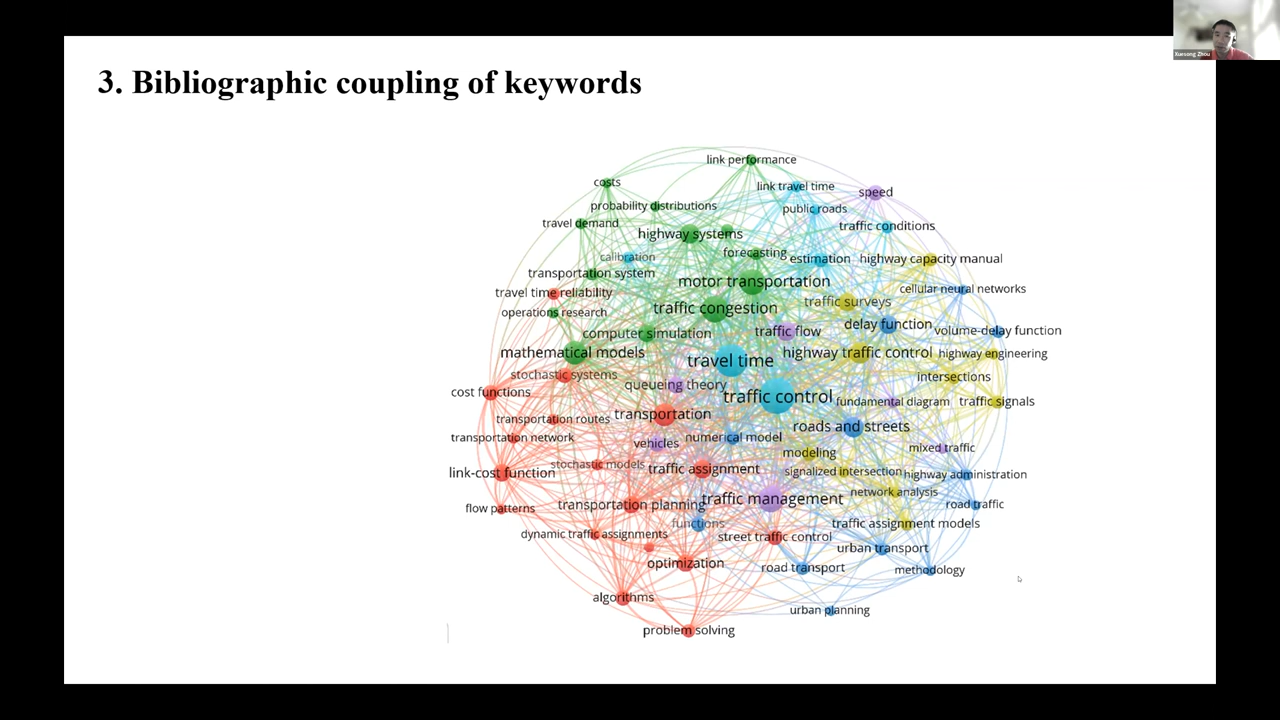 Xuesong Zhou
3. Bibliographic coupling of keywords
link performance
costs
link travel time
speed
probability distributions
public roads
travel demand
traffic conditions
highway systems
forecasting
calibration
estimation
highway capacity manual
transportation system
motor transportation
cellular neural networks
travel time reliability
traffic surveys
traffic congestion
operations research
delay function
traffic flow
volume-delay function
computer simulation
mathematical models
highway traffic control
highway engineering
travel time
stochastic systems
intersections
queueing theory
cost functions
traffic control
fundamental diagram
traffic signals
transportation
transportation routes
roads and streets
transportation network
numerical model
vehicles
mixed traffic
modeling
stochastic models
traffic assignment
link-cost function
signalized intersection
highway administration
network analysis
traffic management
transportation planning
road traffic
flow patterns
functions
traffic assignment models
dynamic traffic assignments
street traffic control
urban transport
optimization
road transport
methodology
algorithms
urban planning
problem solving